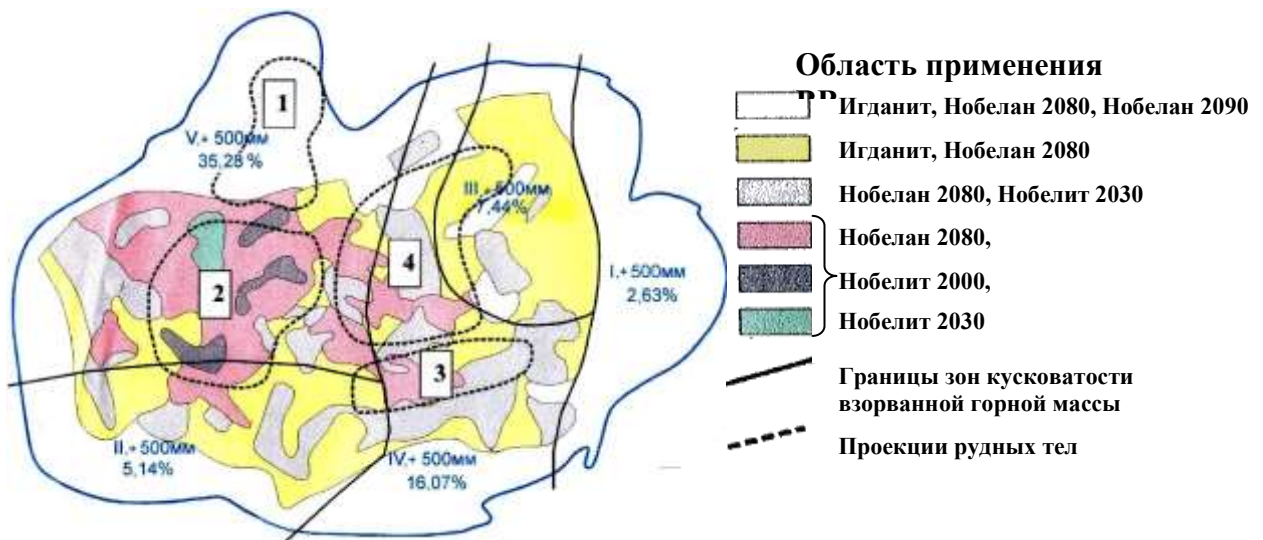 1
V.+ 500мм
35,28 %
III.+ 500мм
7,44%
4
I.+ 500мм
2,63%
2
3
II.+ 500мм
5,14%
IV.+ 500мм
16,07%
Область применения
ВВ
Игданит, Нобелан 2080, Нобелан 2090
Игданит, Нобелан 2080
Нобелан 2080, Нобелит 2030
Нобелан 2080,
Нобелит 2000,
Нобелит 2030
Границы зон кусковатости
взорванной горной массы
Проекции рудных тел